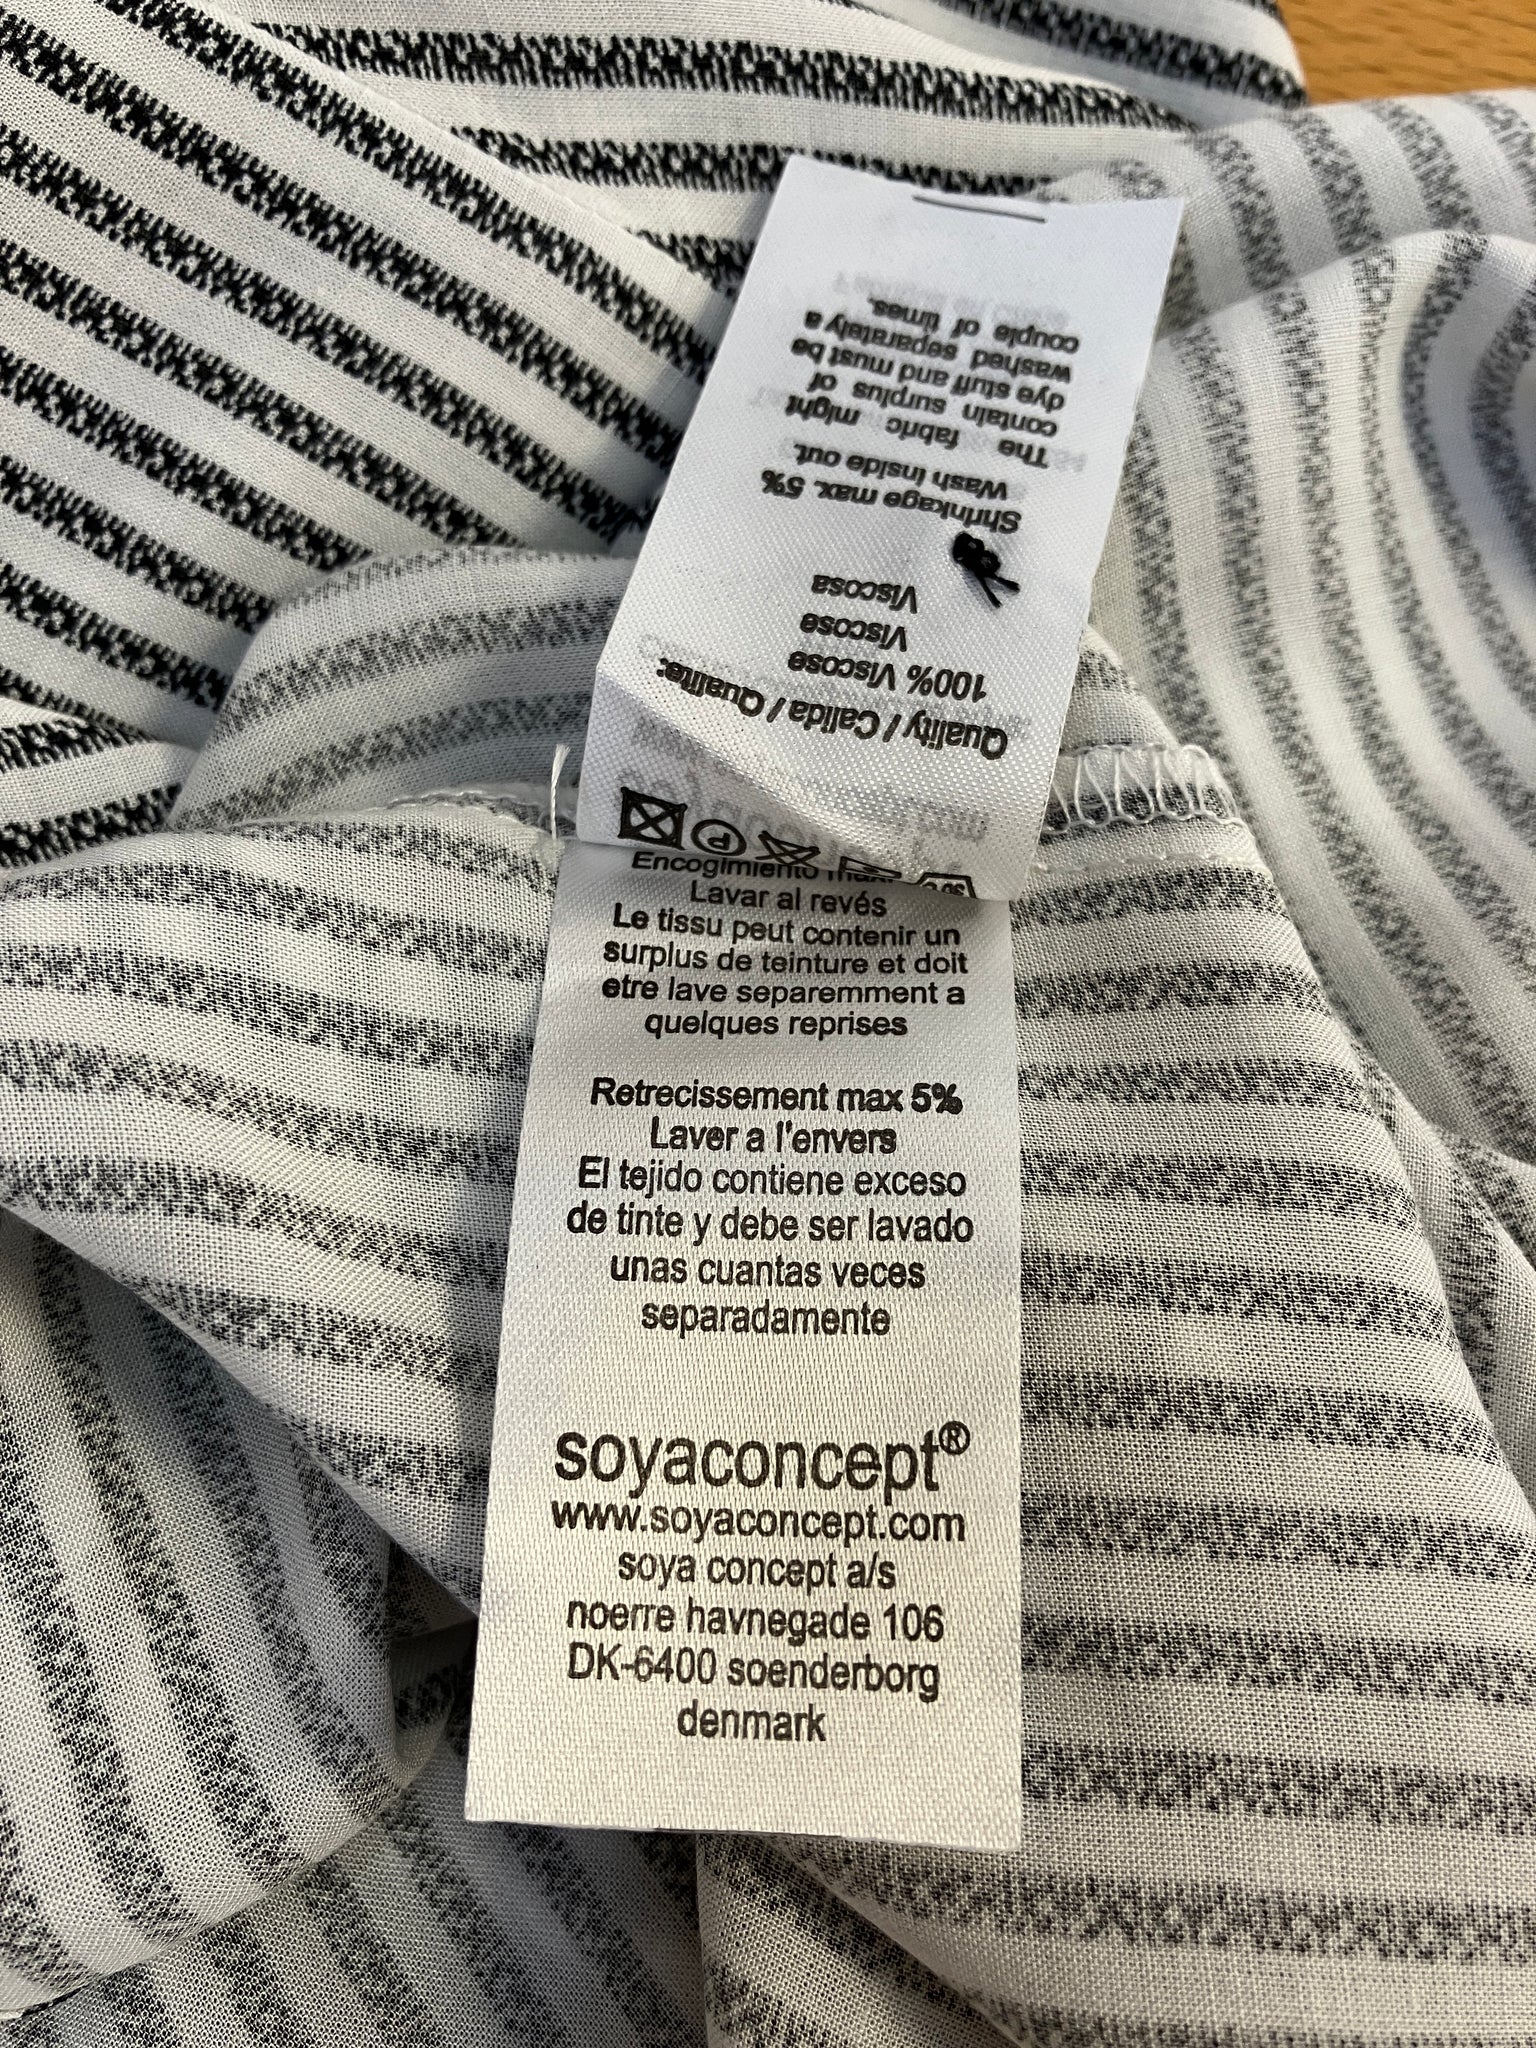 Quality / Calida / Qualite:
100% Viscose
Viscose
Viscosa
Shrinkage max. 5%
Wash inside out.
The fabric might
contain surplus of
dye stuff and must be
washed separately a
couple of times.
P
Encogimiento
Lavar al revés
Le tissu peut contenir un
surplus de teinture et doit
etre lave separemment a
quelques reprises
Retrecissement max 5%
Laver a l'envers
El tejido contiene exceso
de tinte y debe ser lavado
unas cuantas veces
separadamente
soyaconcept®
www.soyaconcept.com
soya concept a/s
noerre havnegade 106
DK-6400 soenderborg
denmark